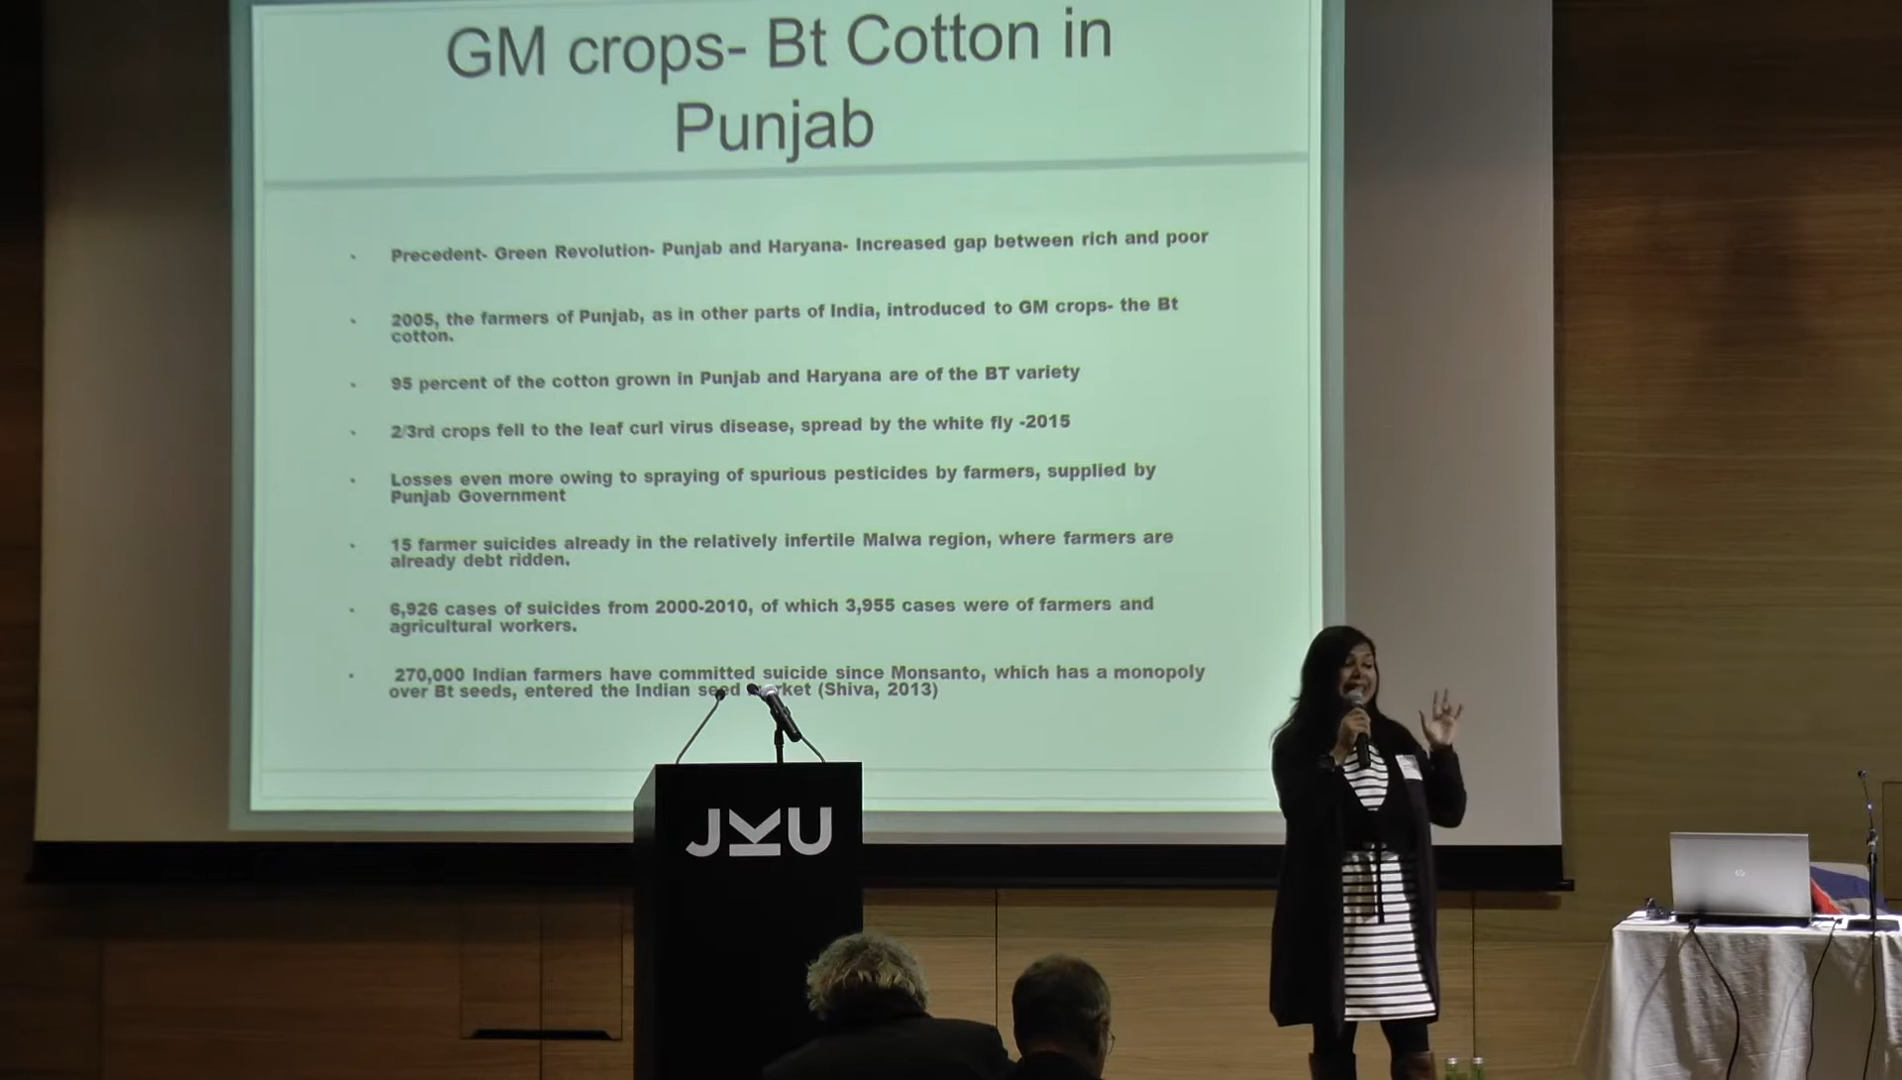 GM crops- Bt Cotton in
Punjab
Precedent- Green Revolution- Punjab and Haryana- Increased gap between rich and poor
2005, the farmers of Punjab, as in other parts of India, introduced to GM crops- the Bt
cotton.
95 percent of the cotton grown in Punjab and Haryana are of the BT variety
2/3rd crops fell to the leaf curl virus disease, spread by the white fly -2015
Losses even more owing to spraying of spurious pesticides by farmers, supplied by
Punjab Government
15 farmer suicides already in the relatively infertile Malwa region, where farmers are
already debt ridden.
6,926 cases of suicides from 2000-2010, of which 3,955 cases were of farmers and
agricultural workers.
270,000 Indian farmers have committed suicide since Monsanto, which has a monopoly
over Bt seeds, entered the Indian seed market (Shiva, 2013)
JKU
hp